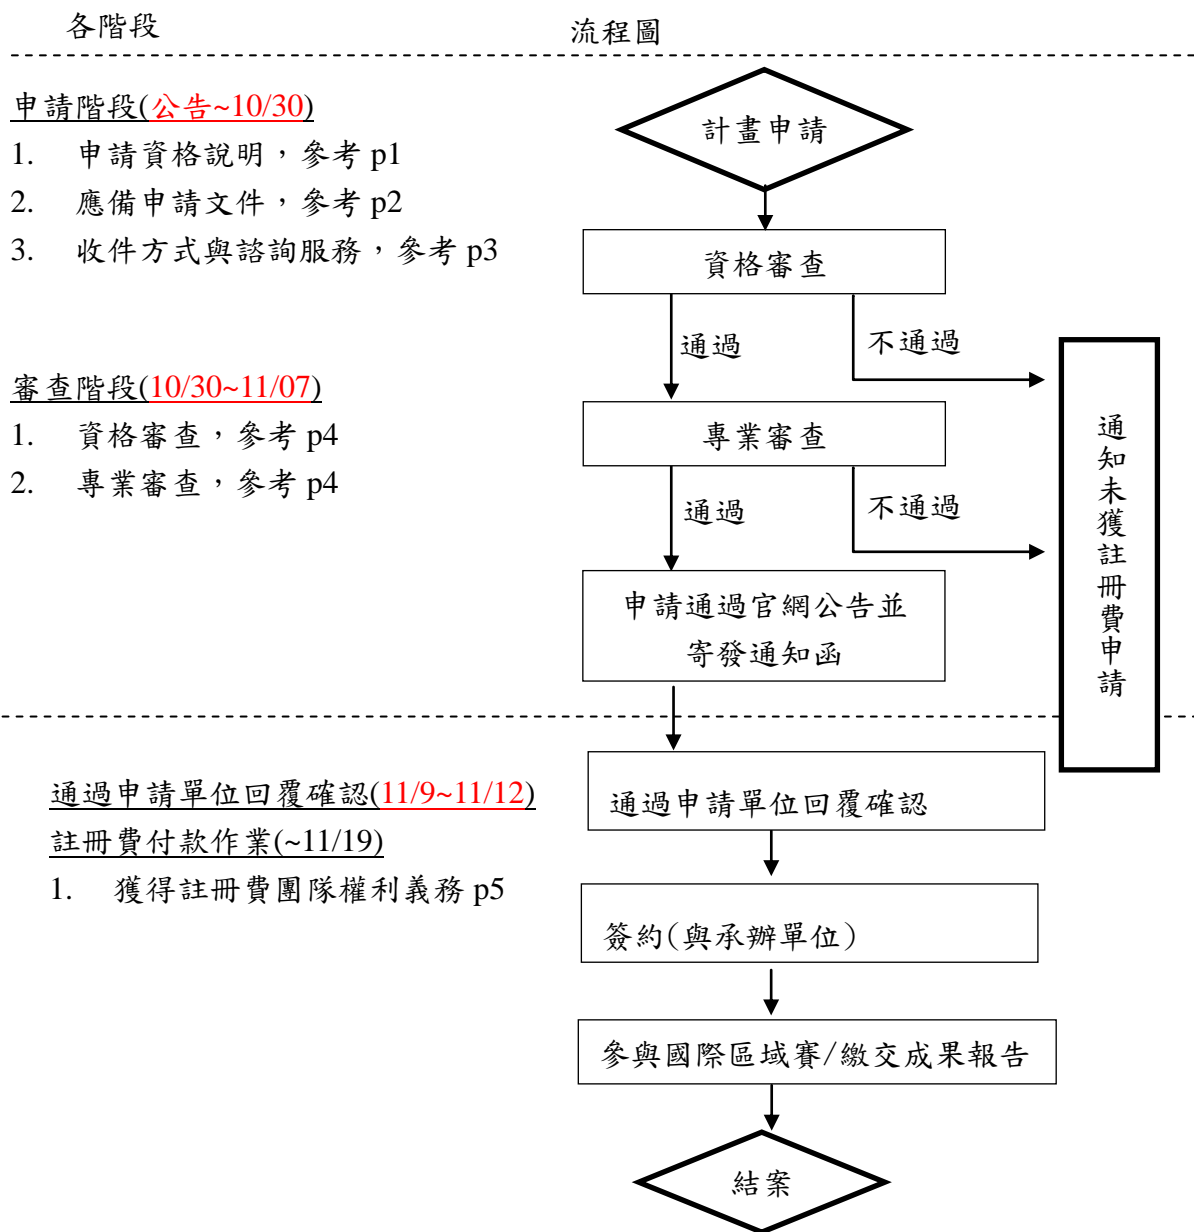 各階段
流程圖
申請階段(公告~10/30)
1. 申請資格說明，參考 p1
2. 應備申請文件，參考 p2
3. 收件方式與諮詢服務，參考 p3
計畫申請
資格審查
通過
不通過
審查階段(10/30~11/07)
1. 資格審查，參考 p4
2. 專業審查，參考 p4
專業審查
通過
不通過
通知未獲註冊費申請
申請通過官網公告並
寄發通知函
通過申請單位回覆確認(11/9~11/12)
註冊費付款作業(~11/19)
1. 獲得註冊費團隊權利義務 p5
通過申請單位回覆確認
簽約(與承辦單位)
參與國際區域賽/繳交成果報告
結案